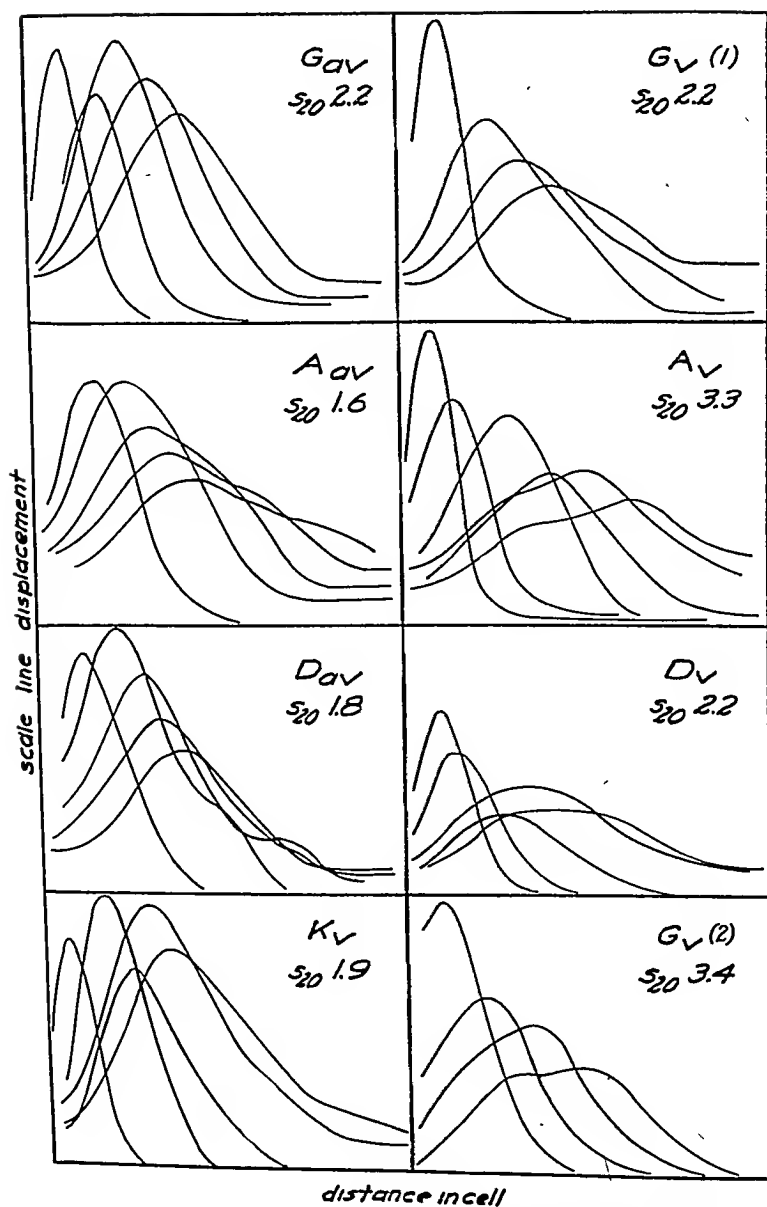 Gav
s20 2.2
Gv (1)
s20 2.2
Aav
s20 1.6
Av
s20 3.3
Dav
s20 1.8
Dv
s20 2.2
Kv
s20 1.9
Gv (2)
s20 3.4
scale line displacement
distance in cell